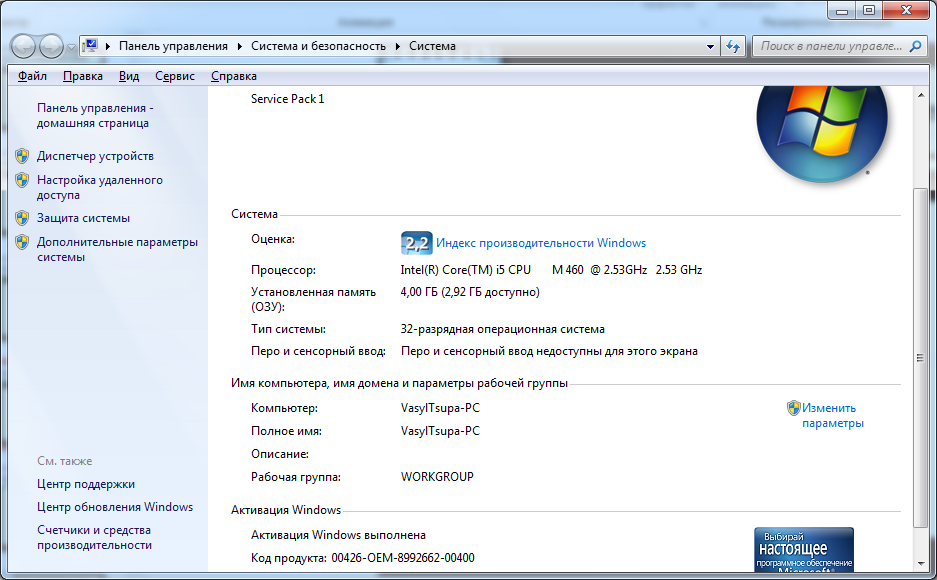 Панель управления ▸ Система и безопасность ▸ Система
Поиск в панели управле...
Файл Правка Вид Сервис Справка
Панель управления -
домашняя страница
Диспетчер устройств
Настройка удаленного
доступа
Защита системы
Дополнительные параметры
системы
См. также
Центр поддержки
Центр обновления Windows
Счетчики и средства
производительности
Service Pack 1
Система
Оценка: 2,2 Индекс производительности Windows
Процессор: Intel(R) Core(TM) i5 CPU M 460 @ 2.53GHz 2.53 GHz
Установленная память 4,00 ГБ (2,92 ГБ доступно)
(ОЗУ):
Тип системы: 32-разрядная операционная система
Перо и сенсорный ввод: Перо и сенсорный ввод недоступны для этого экрана
Имя компьютера, имя домена и параметры рабочей группы
Компьютер: VasylTsupa-PC
Изменить
параметры
Полное имя: VasylTsupa-PC
Описание:
Рабочая группа: WORKGROUP
Активация Windows
Активация Windows выполнена
Код продукта: 00426-OEM-8992662-00400
Выбирай
настоящее
программное обеспечение
Microsoft®